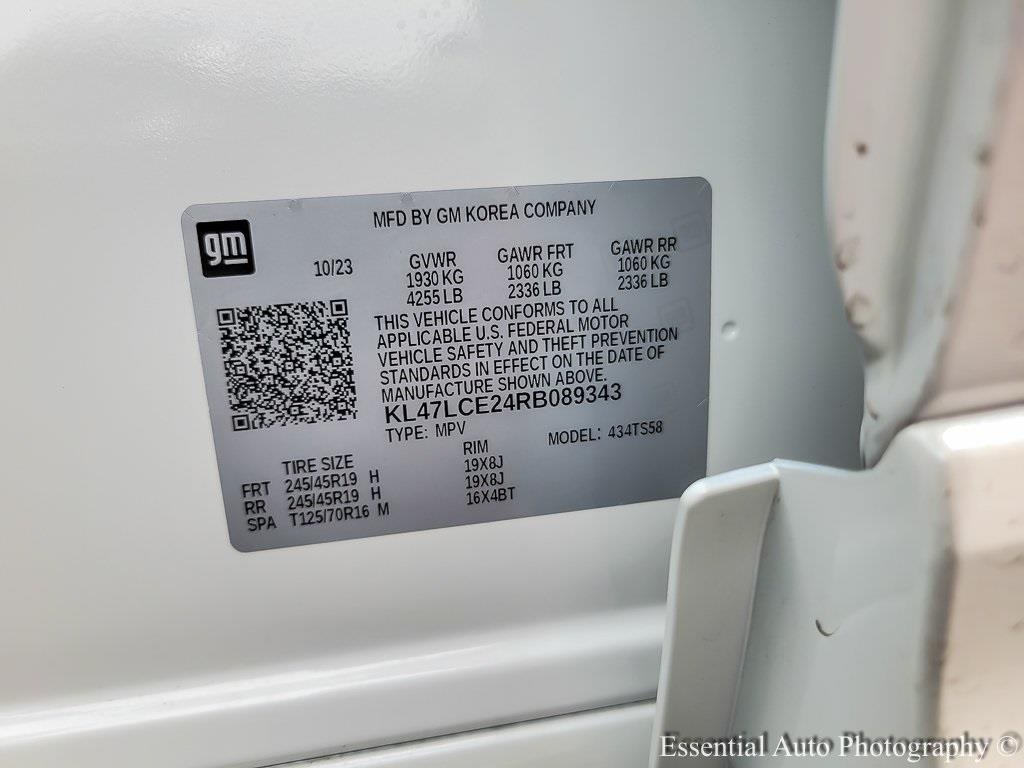 MFD BY GM KOREA COMPANY
gm
10/23
GVWR GAWR FRT GAWR RR
1930 KG 1060 KG 1060 KG
4255 LB 2336 LB 2336 LB
THIS VEHICLE CONFORMS TO ALL
APPLICABLE U.S. FEDERAL MOTOR
VEHICLE SAFETY AND THEFT PREVENTION
STANDARDS IN EFFECT ON THE DATE OF
MANUFACTURE SHOWN ABOVE.
KL47LCE24RB089343
TYPE: MPV MODEL: 434TS58
TIRE SIZE RIM
FRT 245/45R19 H 19X8J
RR 245/45R19 H 19X8J
SPA T125/70R16 M 16X4BT
Essential Auto Photography ©